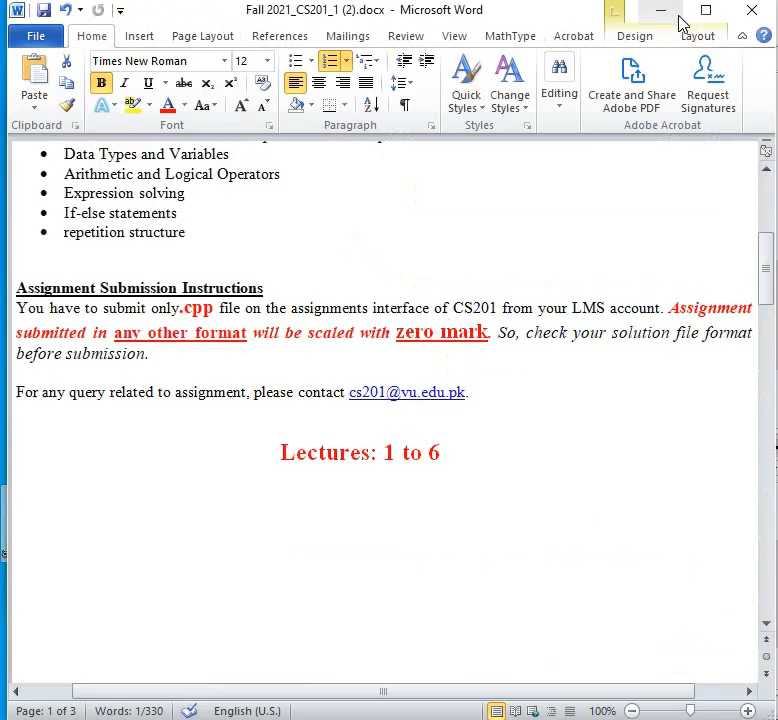 Fall 2021_CS201_1 (2).docx - Microsoft Word
File Home Insert Page Layout References Mailings Review View MathType Acrobat Design Layout
Times New Roman 12
Paste
B I U abc x₂ x²
A ab A Aa A A
Quick Styles Change Styles Editing Create and Share Adobe PDF Request Signatures
Clipboard Font Paragraph Styles Adobe Acrobat
• Data Types and Variables
• Arithmetic and Logical Operators
• Expression solving
• If-else statements
• repetition structure
Assignment Submission Instructions
You have to submit only.cpp file on the assignments interface of CS201 from your LMS account. Assignment
submitted in any other format will be scaled with zero mark. So, check your solution file format
before submission.
For any query related to assignment, please contact cs201@vu.edu.pk.
Lectures: 1 to 6
Page: 1 of 3 Words: 1/330 English (U.S.) 100%